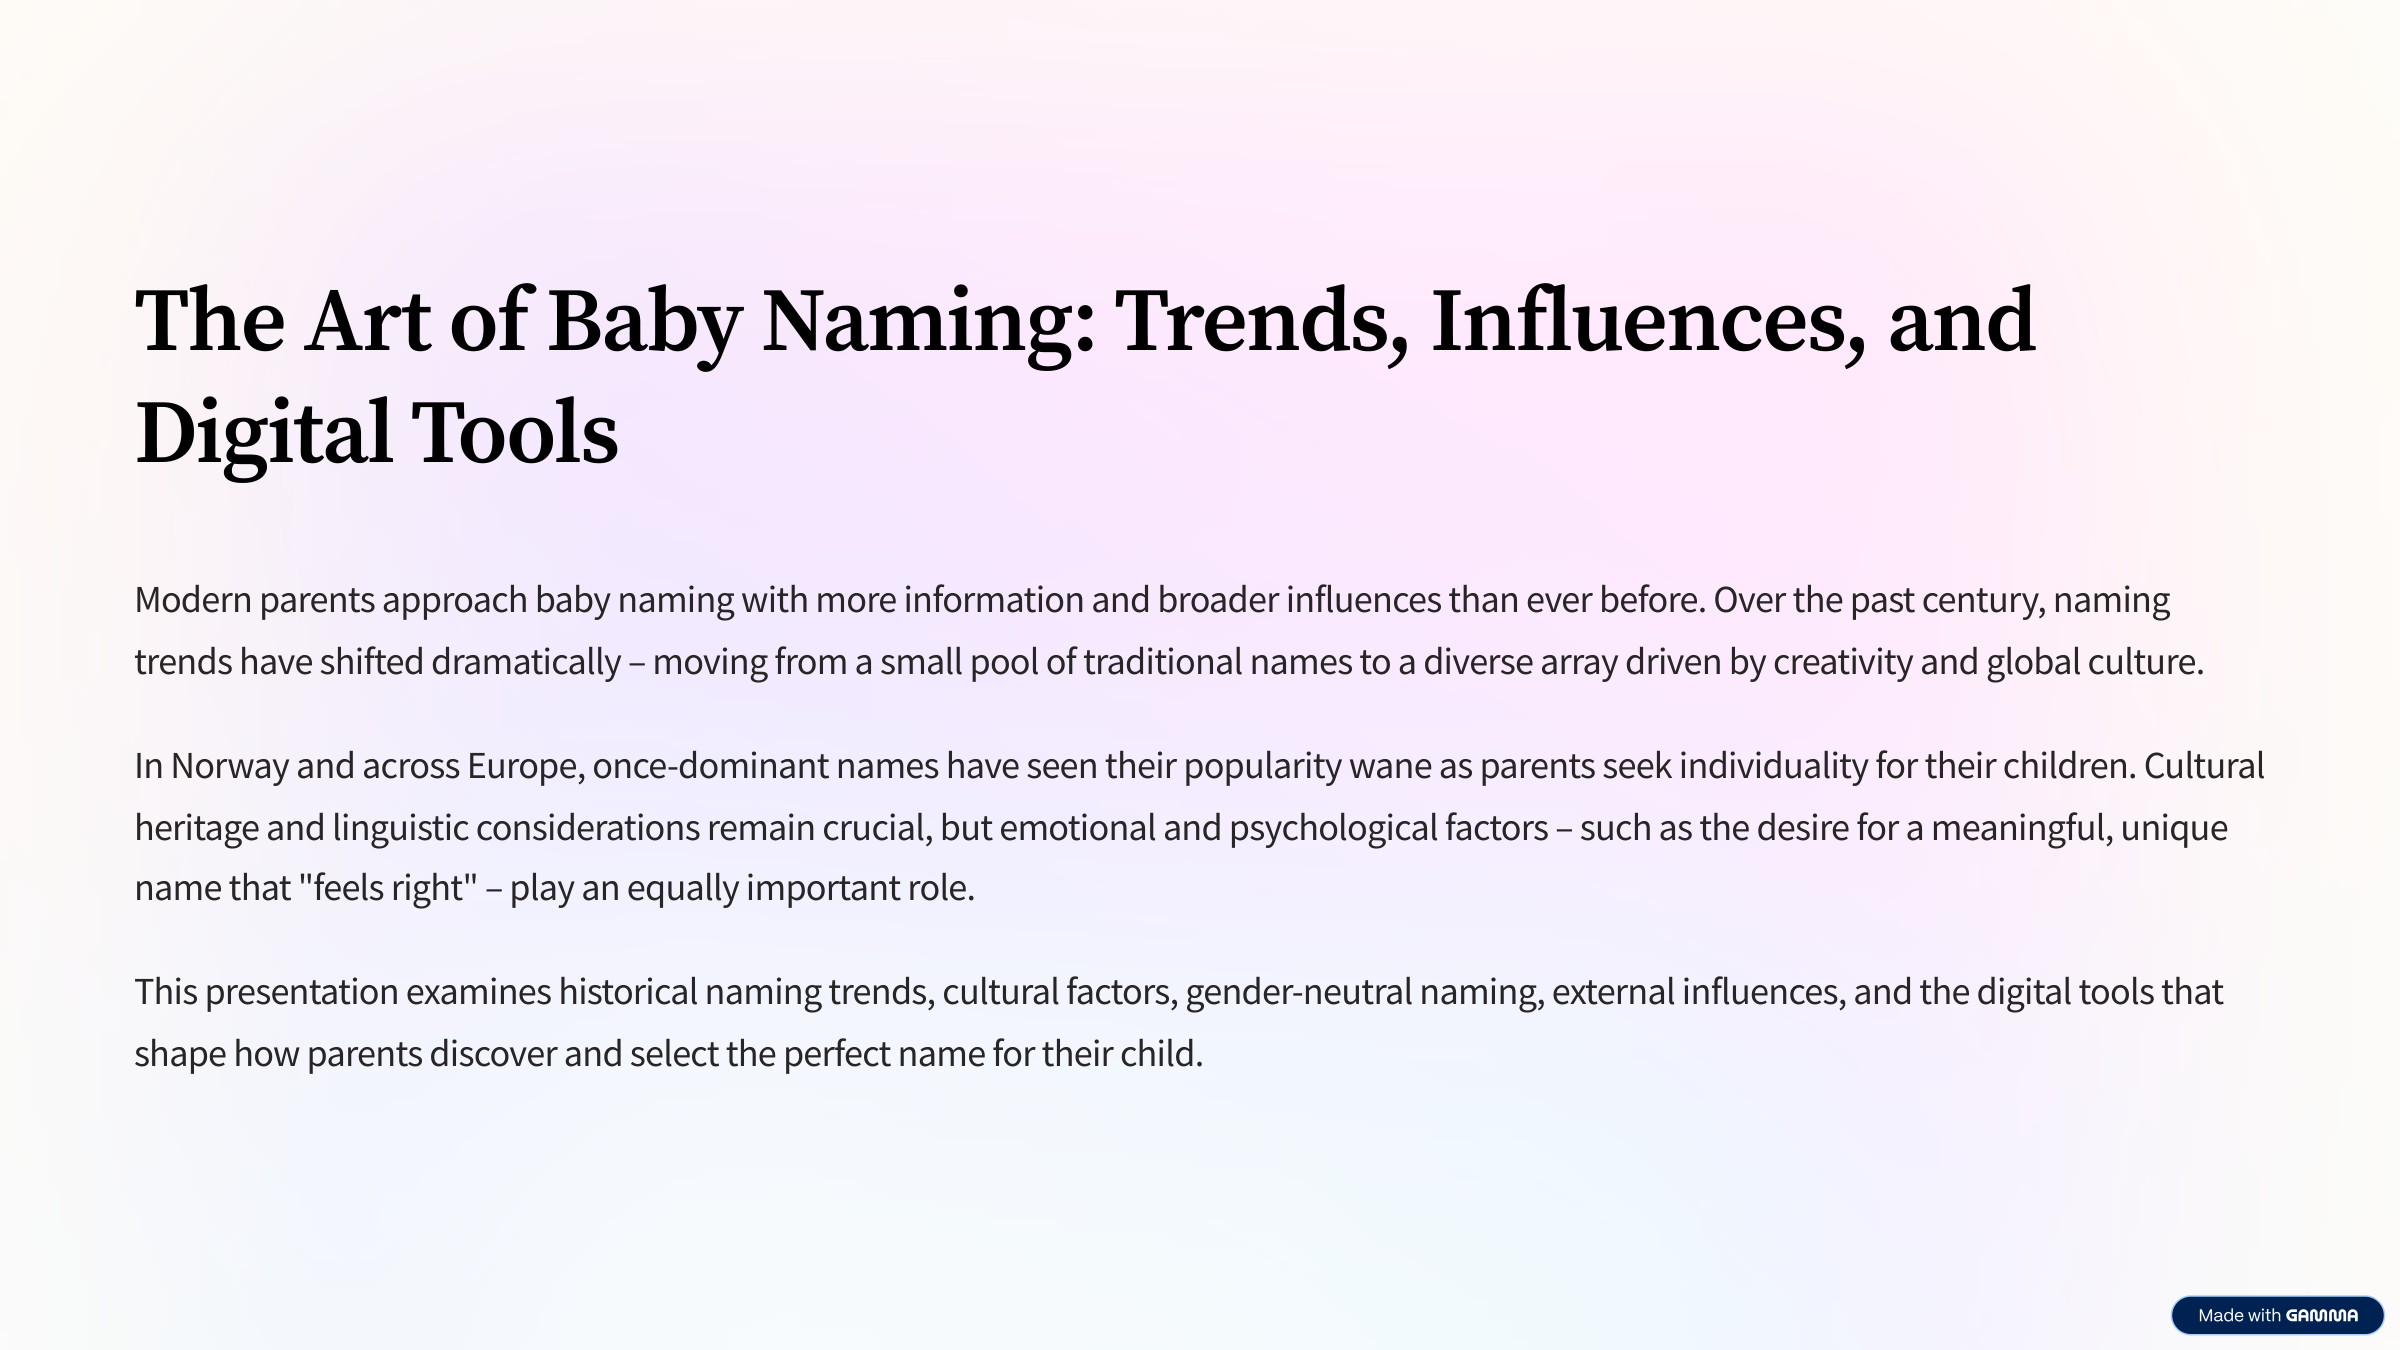 The Art of Baby Naming: Trends, Influences, and
Digital Tools
Modern parents approach baby naming with more information and broader influences than ever before. Over the past century, naming
trends have shifted dramatically – moving from a small pool of traditional names to a diverse array driven by creativity and global culture.
In Norway and across Europe, once-dominant names have seen their popularity wane as parents seek individuality for their children. Cultural
heritage and linguistic considerations remain crucial, but emotional and psychological factors – such as the desire for a meaningful, unique
name that "feels right" – play an equally important role.
This presentation examines historical naming trends, cultural factors, gender-neutral naming, external influences, and the digital tools that
shape how parents discover and select the perfect name for their child.
Made with GAMMA